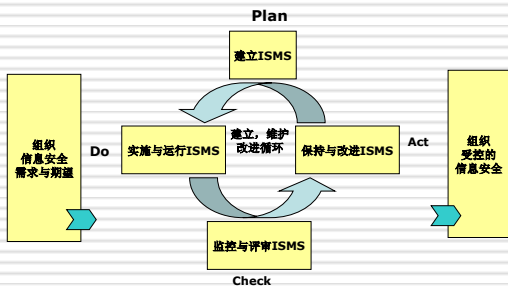 Plan
建立ISMS
组织
信息安全
需求与期望
Do
实施与运行ISMS
建立，维护
改进循环
保持与改进ISMS
Act
组织
受控的
信息安全
监控与评审ISMS
Check